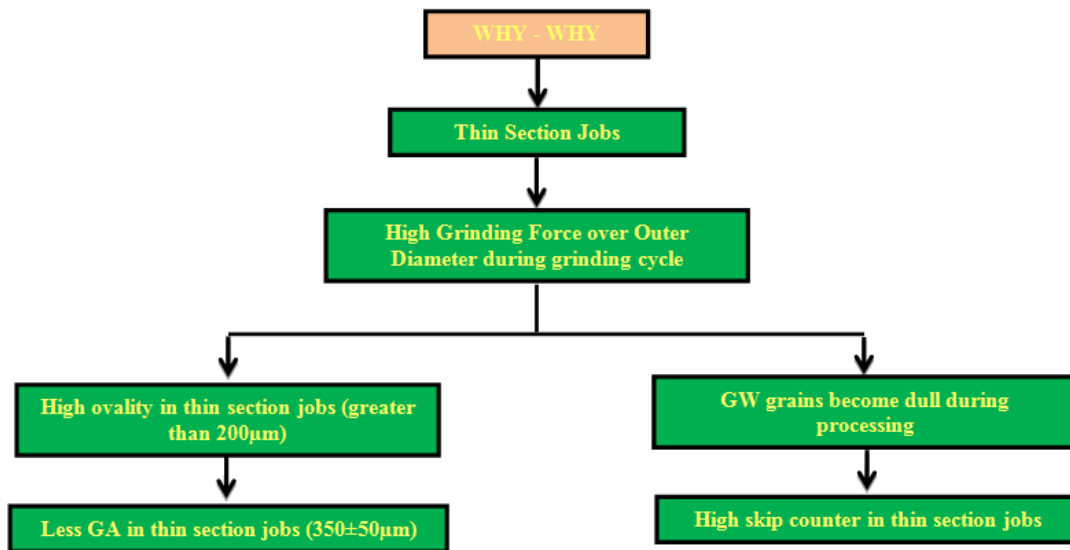 WHY - WHY
Thin Section Jobs
High Grinding Force over Outer
Diameter during grinding cycle
High ovality in thin section jobs (greater
than 200µm)
GW grains become dull during
processing
Less GA in thin section jobs (350±50µm)
High skip counter in thin section jobs